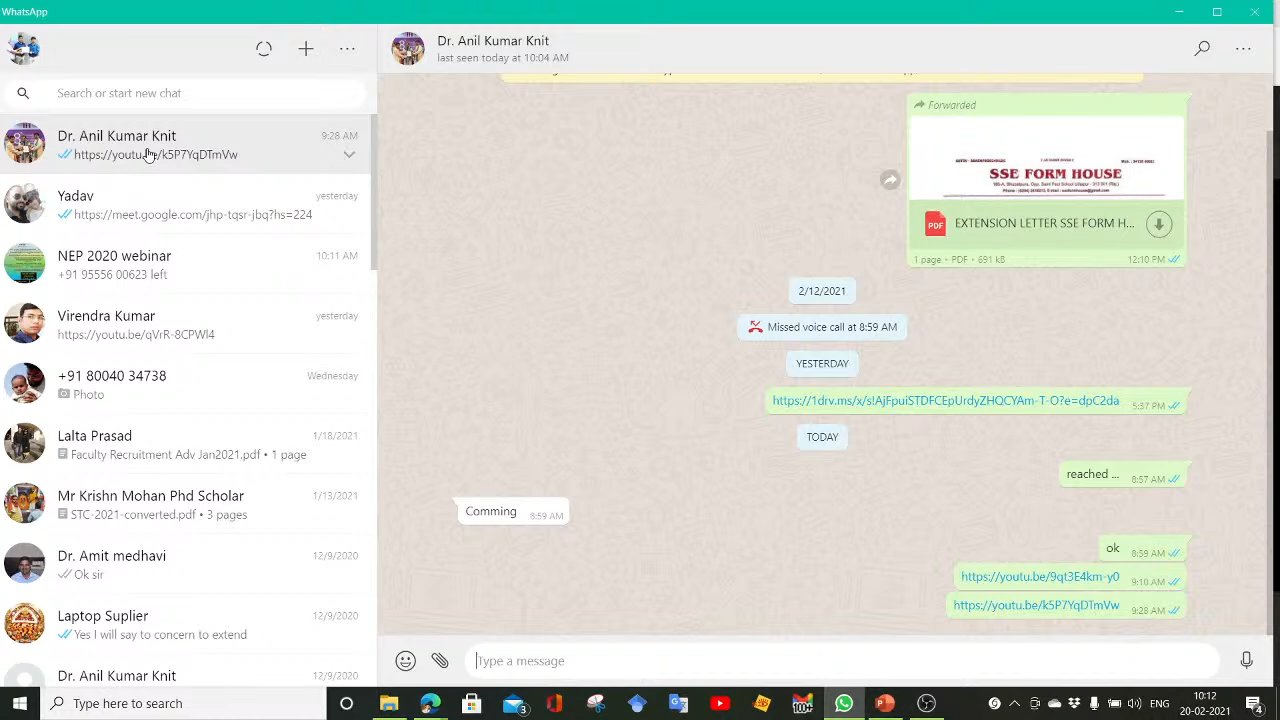 WhatsApp
Search or start new chat
Dr. Anil Kumar Knit
9:28 AM
https://youtu.be/k5P7YqDTmVw
Yadav
yesterday
https://meet.google.com/jhp-tqsr-jbq?hs=224
NEP 2020 webinar
10:11 AM
+91 95556 00623 left
Virendra Kumar
yesterday
https://youtu.be/qVrR-8CPWl4
+91 80040 34738
Wednesday
Photo
Lalta Prasad
1/18/2021
Faculty Recruitment Adv Jan2021.pdf • 1 page
Mr Krishn Mohan Phd Scholar
1/13/2021
STC-2021-converted.pdf • 3 pages
Dr. Amit medhavi
12/9/2020
Ok sir
Laptop Suplier
12/9/2020
Yes I will say to concern to extend
Dr. Anil Kumar Knit
12/9/2020
Dr. Anil Kumar Knit
last seen today at 10:04 AM
Forwarded
SSE FORM HOUSE
EXTENSION LETTER SSE FORM H...
PDF
1 page • PDF • 691 kB
12:10 PM
2/12/2021
Missed voice call at 8:59 AM
YESTERDAY
https://1drv.ms/x/s!AjFpuiSTDFCEpUrdyZHQCYAm-T-O?e=dpC2da
5:37 PM
TODAY
reached ...
8:57 AM
Comming
8:59 AM
ok
8:59 AM
https://youtu.be/9qt3E4km-y0
9:10 AM
https://youtu.be/k5P7YqDTmVw
9:28 AM
Type a message
Type here to search
3
100+
10:12
20-02-2021